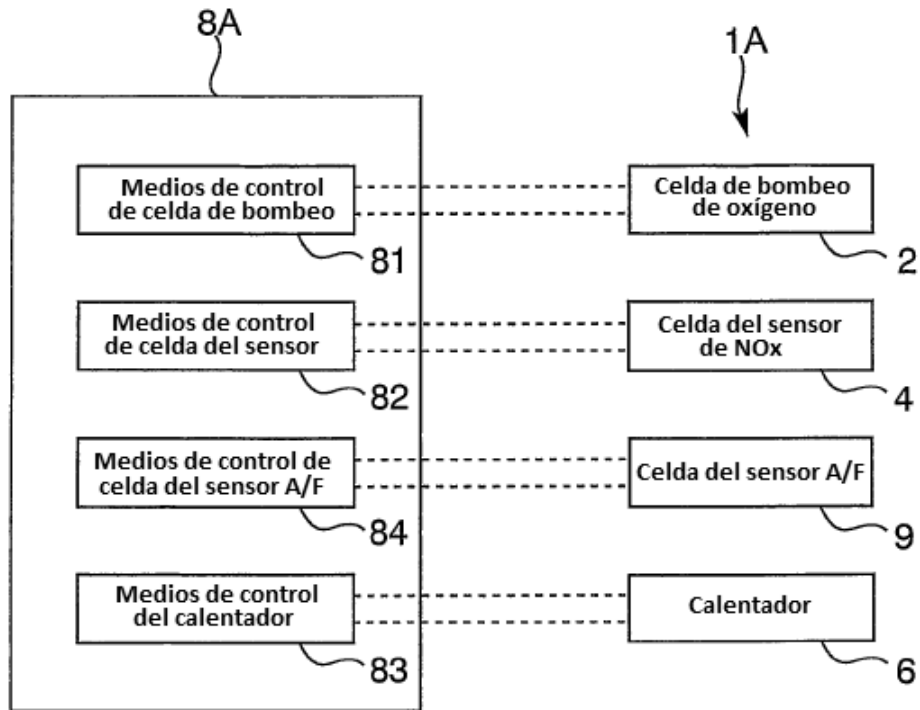 8A
1A
Medios de control
de celda de bombeo
81
Celda de bombeo
de oxígeno
2
Medios de control
de celda del sensor
82
Celda del sensor
de NOx
4
Medios de control de
celda del sensor A/F
84
Celda del sensor A/F
9
Medios de control
del calentador
83
Calentador
6